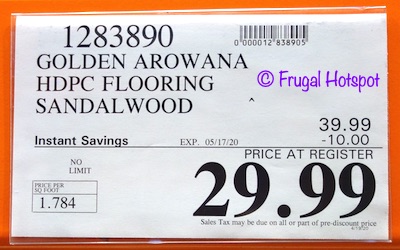 1283890
0000012838905
GOLDEN AROWANA
HDPC FLOORING
SANDALWOOD
© Frugal Hotspot
39.99
Instant Savings EXP. 05/17/20 -10.00
PRICE AT REGISTER
NO
LIMIT
29.99
PRICE PER
SQ FOOT
1.784
Sales Tax may be due on all or part of pre-discount price